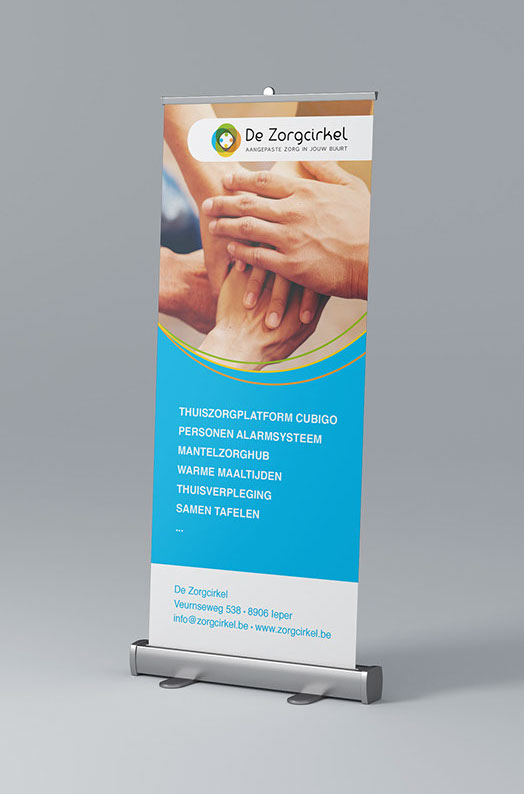 De Zorgcirkel
AANGEPASTE ZORG IN JOUW BUURT
THUISZORGPLATFORM CUBIGO
PERSONEN ALARMSYSTEEM
MANTELZORGHUB
WARME MAALTIJDEN
THUISVERPLEGING
SAMEN TAFELEN
...
De Zorgcirkel
Veurnseweg 538 • 8906 Ieper
info@zorgcirkel.be • www.zorgcirkel.be